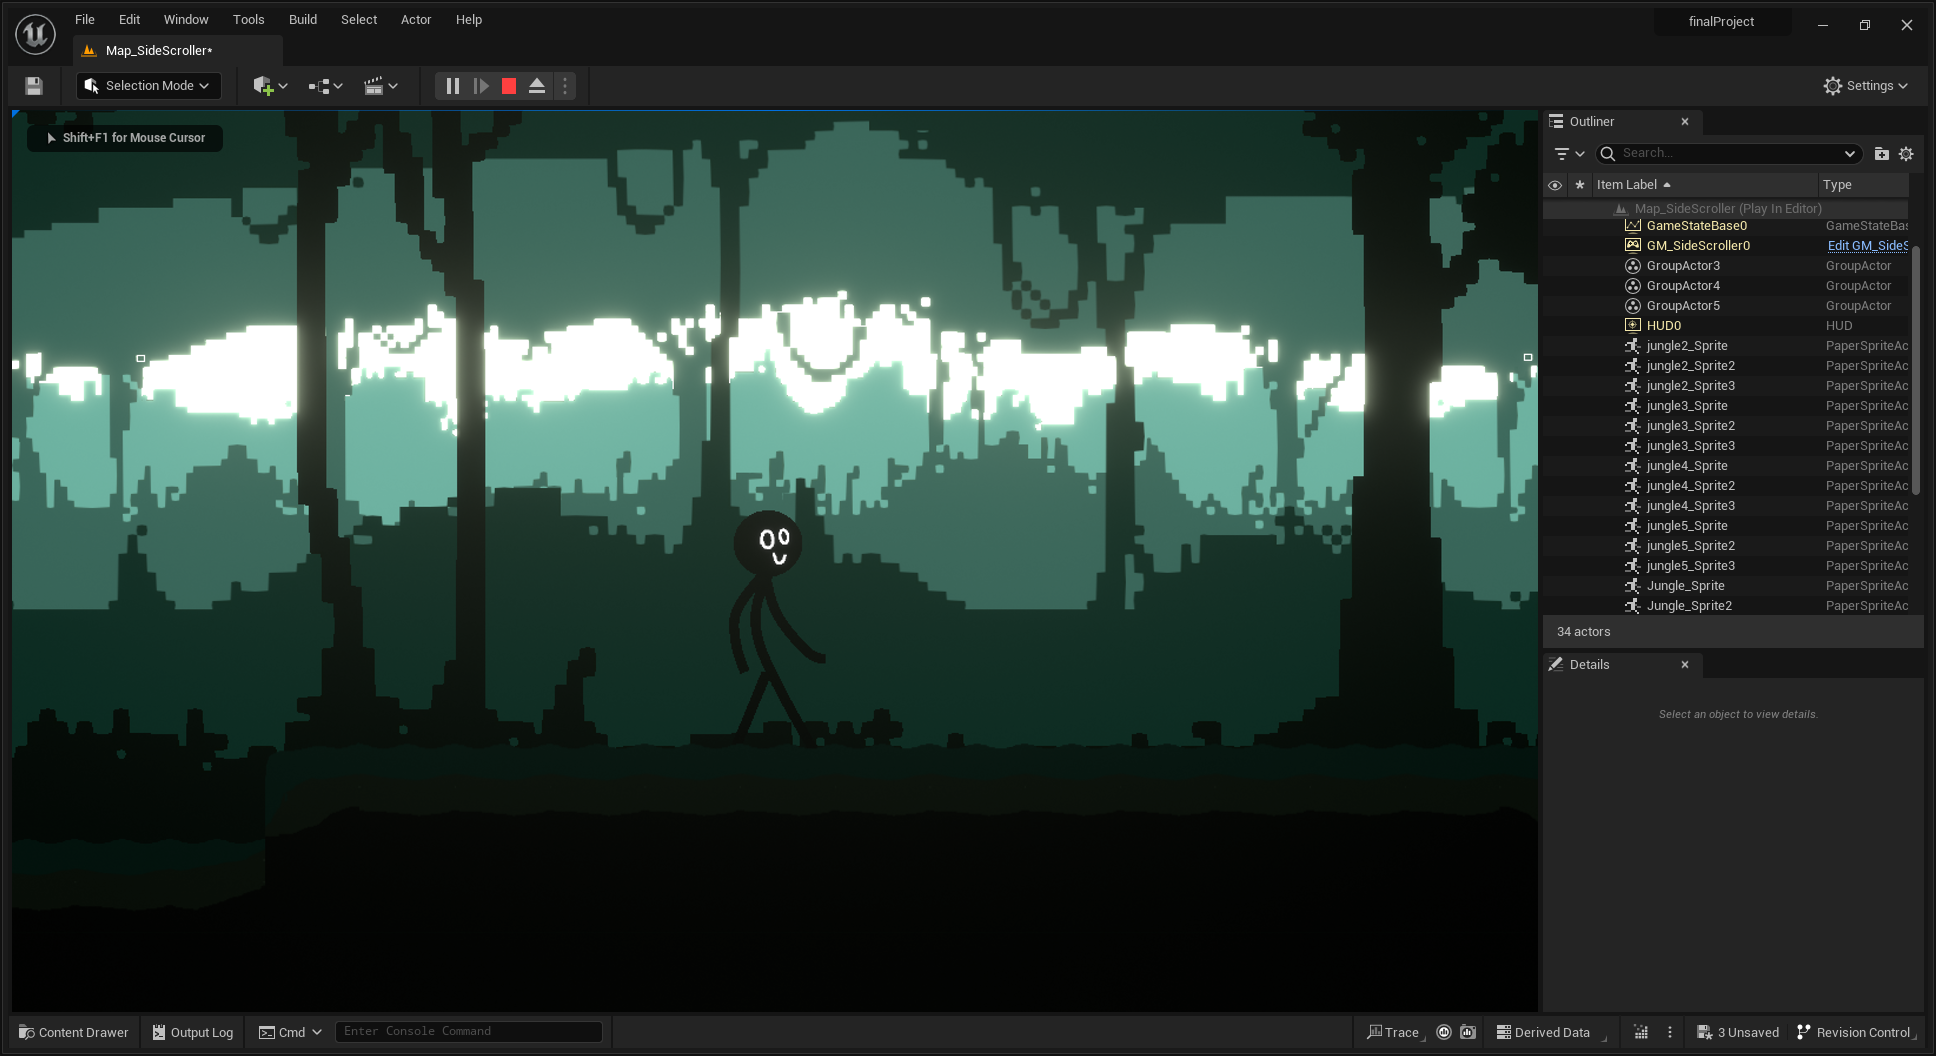 File Edit Window Tools Build Select Actor Help
finalProject
Map_SideScroller*
Selection Mode
Settings
Shift+F1 for Mouse Cursor
Outliner
Search...
Item Label Type
Map_SideScroller (Play In Editor)
GameStateBase0 GameStateBas
GM_SideScroller0 Edit GM_SideS
GroupActor3 GroupActor
GroupActor4 GroupActor
GroupActor5 GroupActor
HUD0 HUD
jungle2_Sprite PaperSpriteAc
jungle2_Sprite2 PaperSpriteAc
jungle2_Sprite3 PaperSpriteAc
jungle3_Sprite PaperSpriteAc
jungle3_Sprite2 PaperSpriteAc
jungle3_Sprite3 PaperSpriteAc
jungle4_Sprite PaperSpriteAc
jungle4_Sprite2 PaperSpriteAc
jungle4_Sprite3 PaperSpriteAc
jungle5_Sprite PaperSpriteAc
jungle5_Sprite2 PaperSpriteAc
jungle5_Sprite3 PaperSpriteAc
Jungle_Sprite PaperSpriteAc
Jungle_Sprite2 PaperSpriteAc
34 actors
Details
Select an object to view details.
Content Drawer Output Log Cmd Enter Console Command Trace Derived Data 3 Unsaved Revision Control